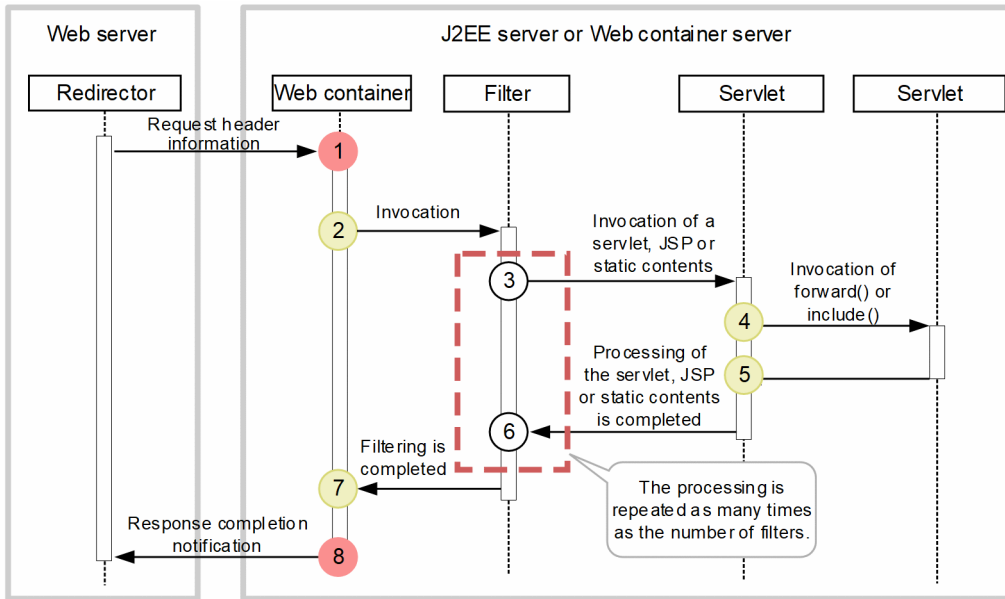 Web server
J2EE server or Web container server
Redirector
Web container
Filter
Servlet
Servlet
Request header
information
1
2
Invocation
Invocation of a
servlet, JSP or
static contents
3
Invocation of
forward() or
include()
4
Processing of
the servlet, JSP
or static contents
is completed
5
6
Filtering is
completed
7
The processing is
repeated as many times
as the number of filters.
Response completion
notification
8